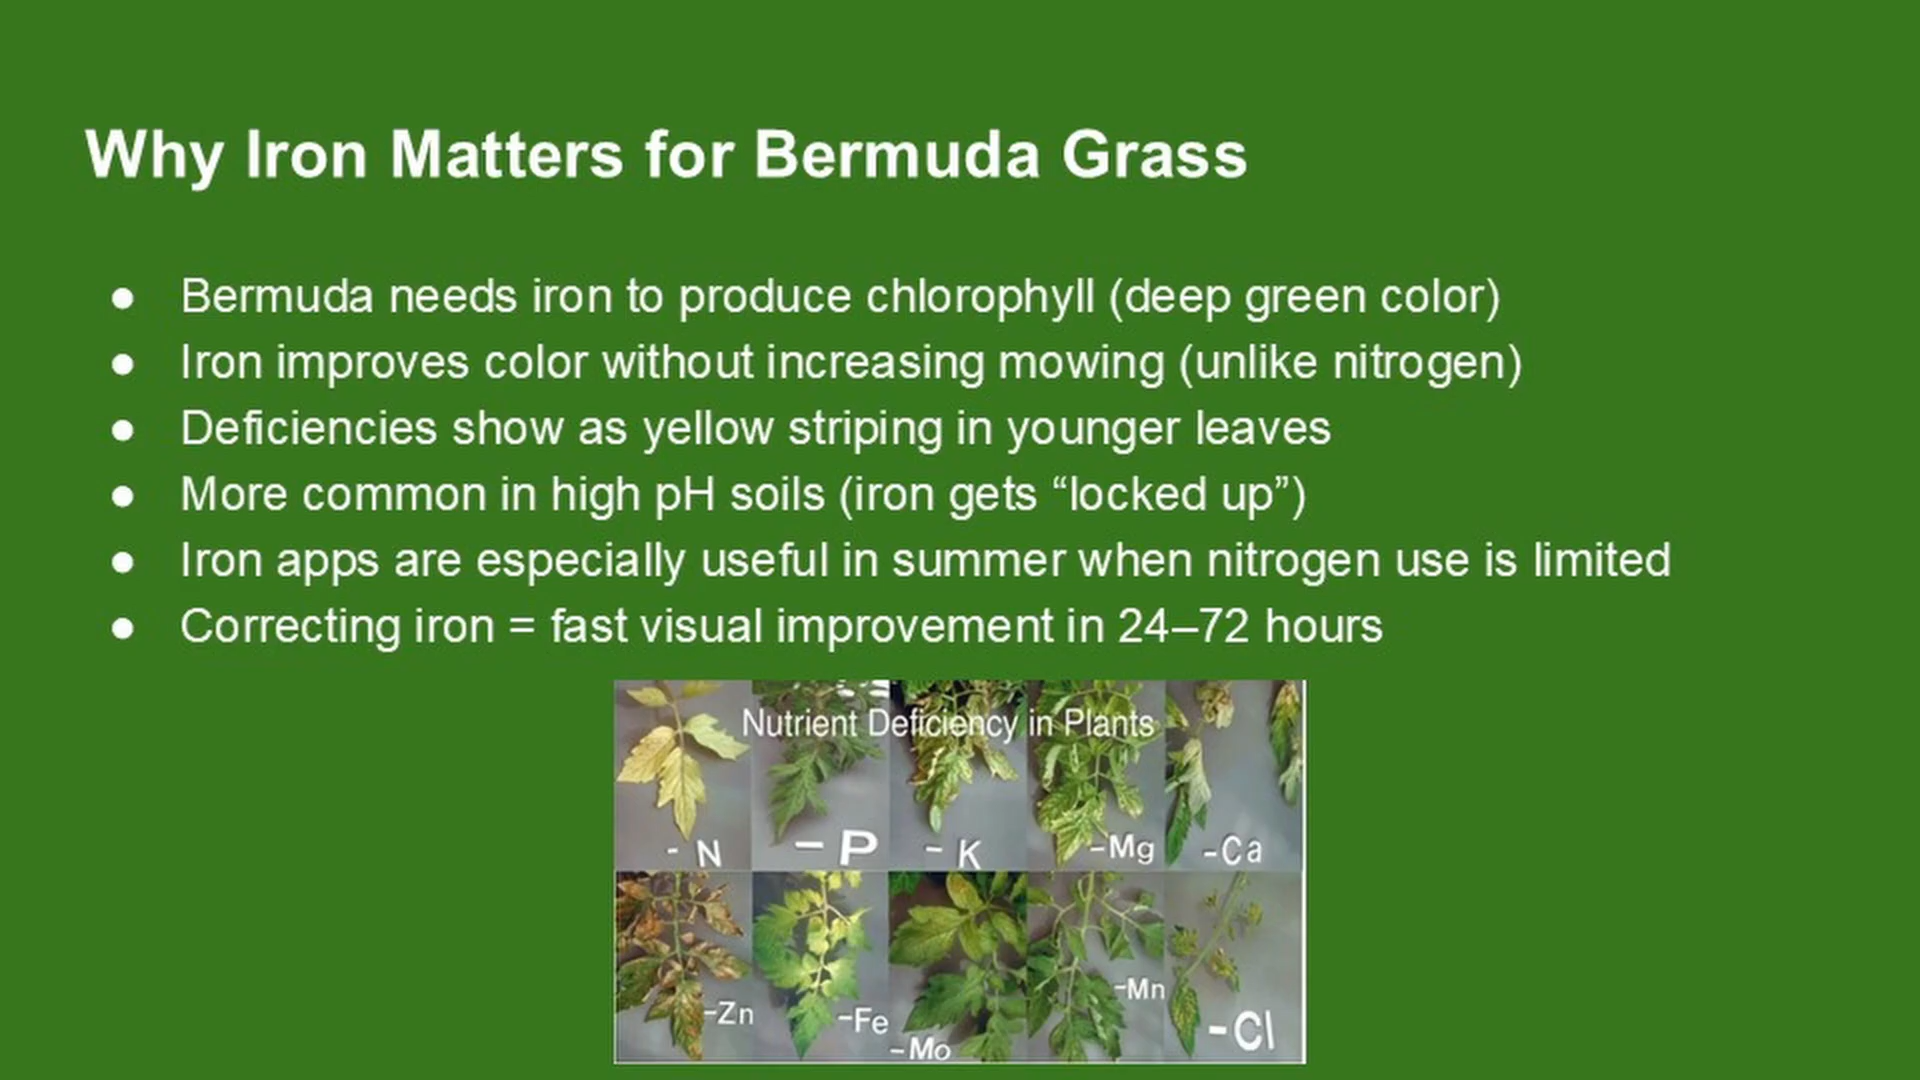 Why Iron Matters for Bermuda Grass
● Bermuda needs iron to produce chlorophyll (deep green color)
● Iron improves color without increasing mowing (unlike nitrogen)
● Deficiencies show as yellow striping in younger leaves
● More common in high pH soils (iron gets “locked up”)
● Iron apps are especially useful in summer when nitrogen use is limited
● Correcting iron = fast visual improvement in 24–72 hours
Nutrient Deficiency in Plants
- N
- P
- K
-Mg
-Ca
-Zn
-Fe
-Mo
-Mn
-Cl